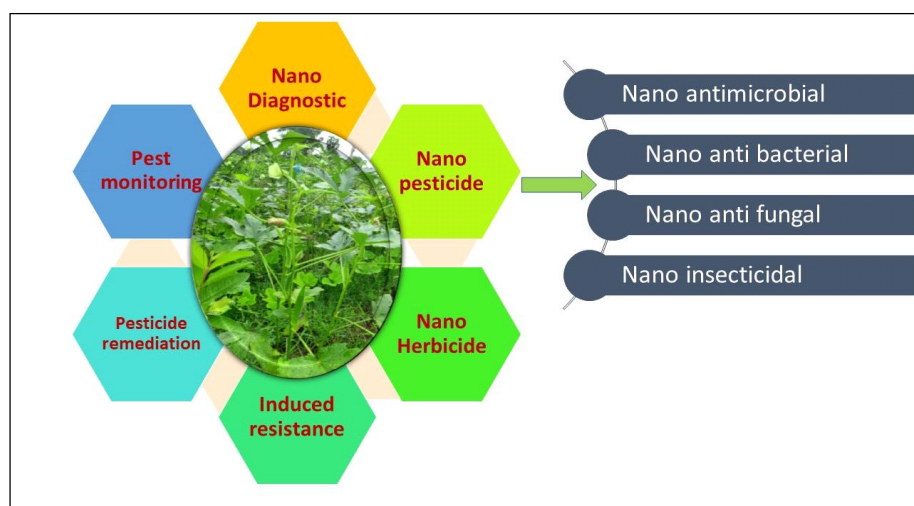 Nano
Diagnostic
Pest
monitoring
Nano
pesticide
Pesticide
remediation
Nano
Herbicide
Induced
resistance
Nano antimicrobial
Nano anti bacterial
Nano anti fungal
Nano insecticidal